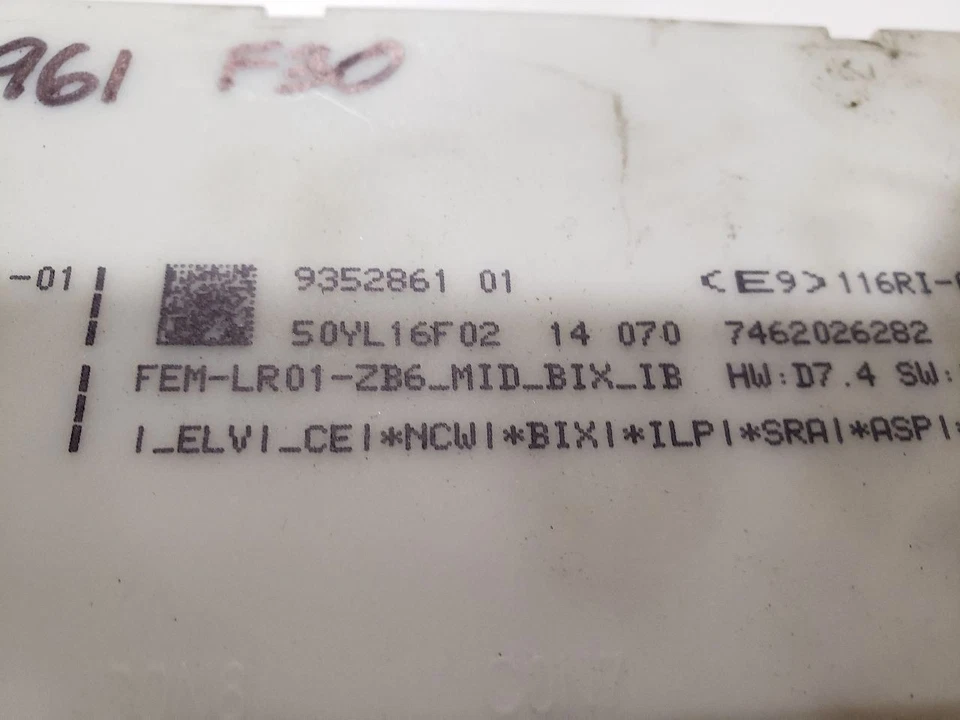 961 F30
-01 | 9352861 01 <E9>116RI-
50YL16F02 14 070 7462026282
FEM-LR01-ZB6_MID_BIX_IB HW:D7.4 SW:
|_ELV|_CE|*NCW|*BIX|*ILP|*SRA|*ASP|*